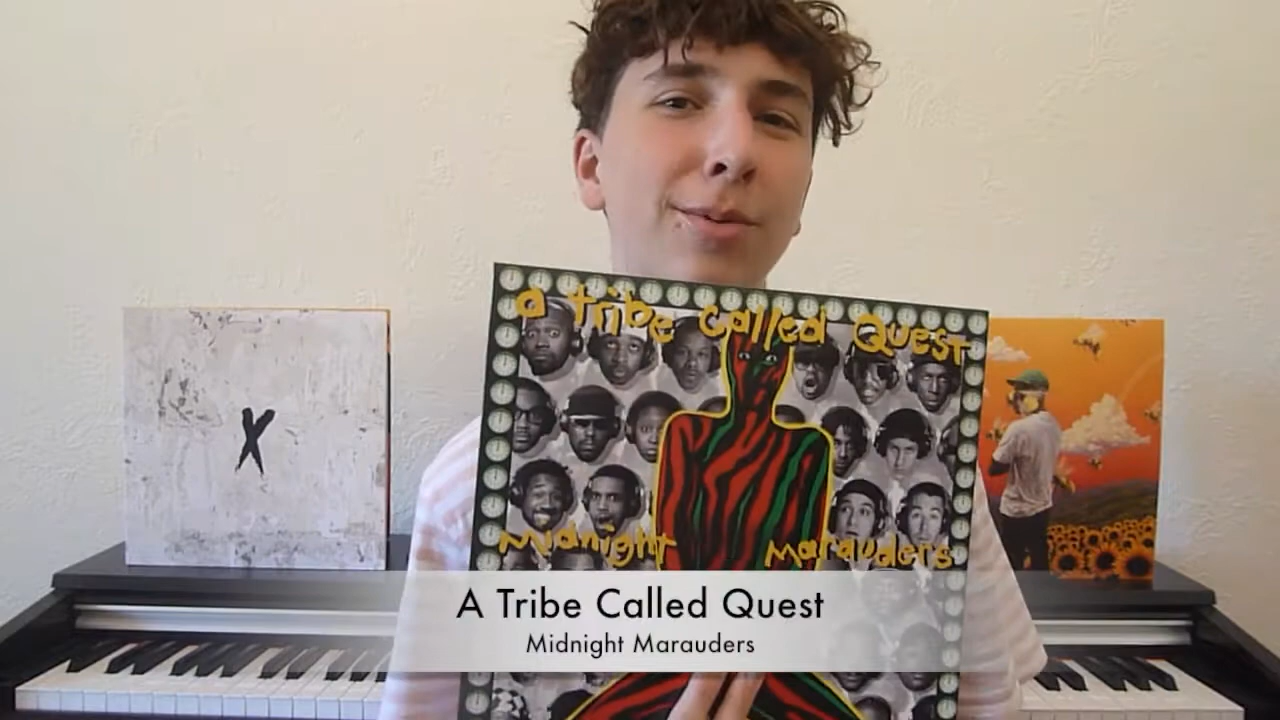 a tribe called Quest
X
Midnight Marauders
A Tribe Called Quest
Midnight Marauders